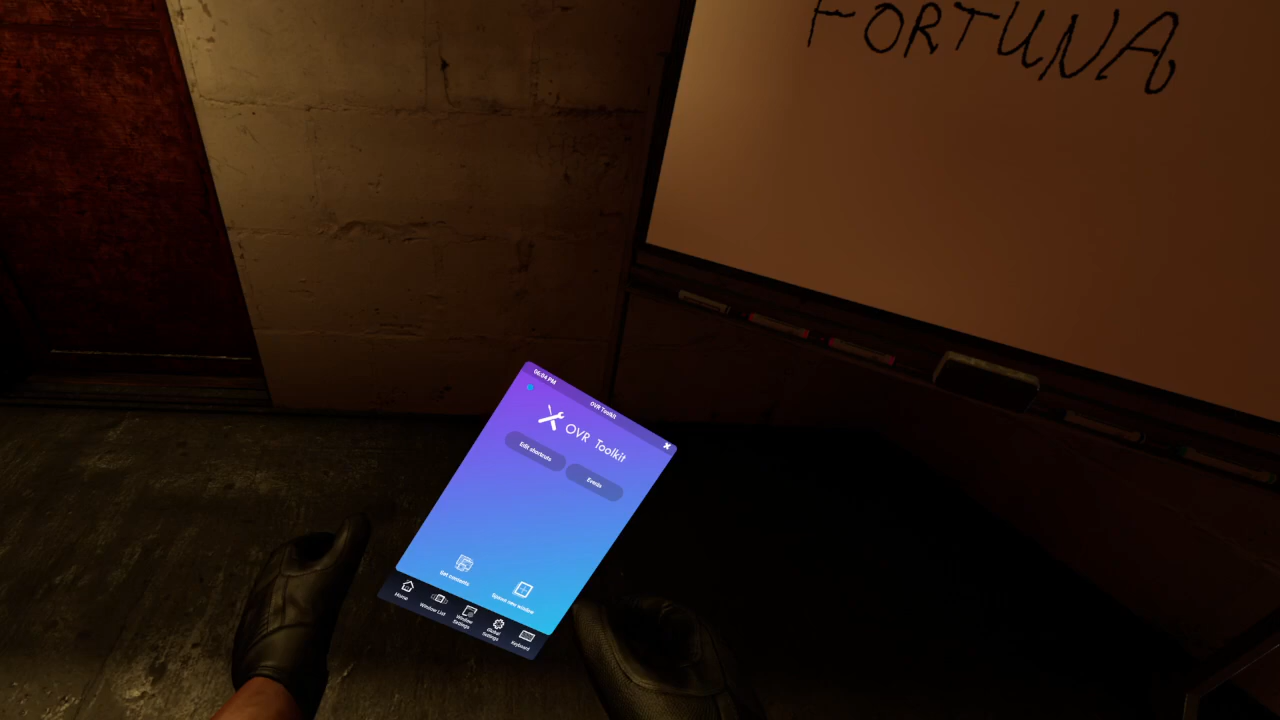 FORTUNA
06:04 PM
OVR Toolkit
OVR Toolkit
Edit shortcuts
Events
Set contents
Spawn new window
Home
Window List
Window
Settings
Global
Settings
Keyboard